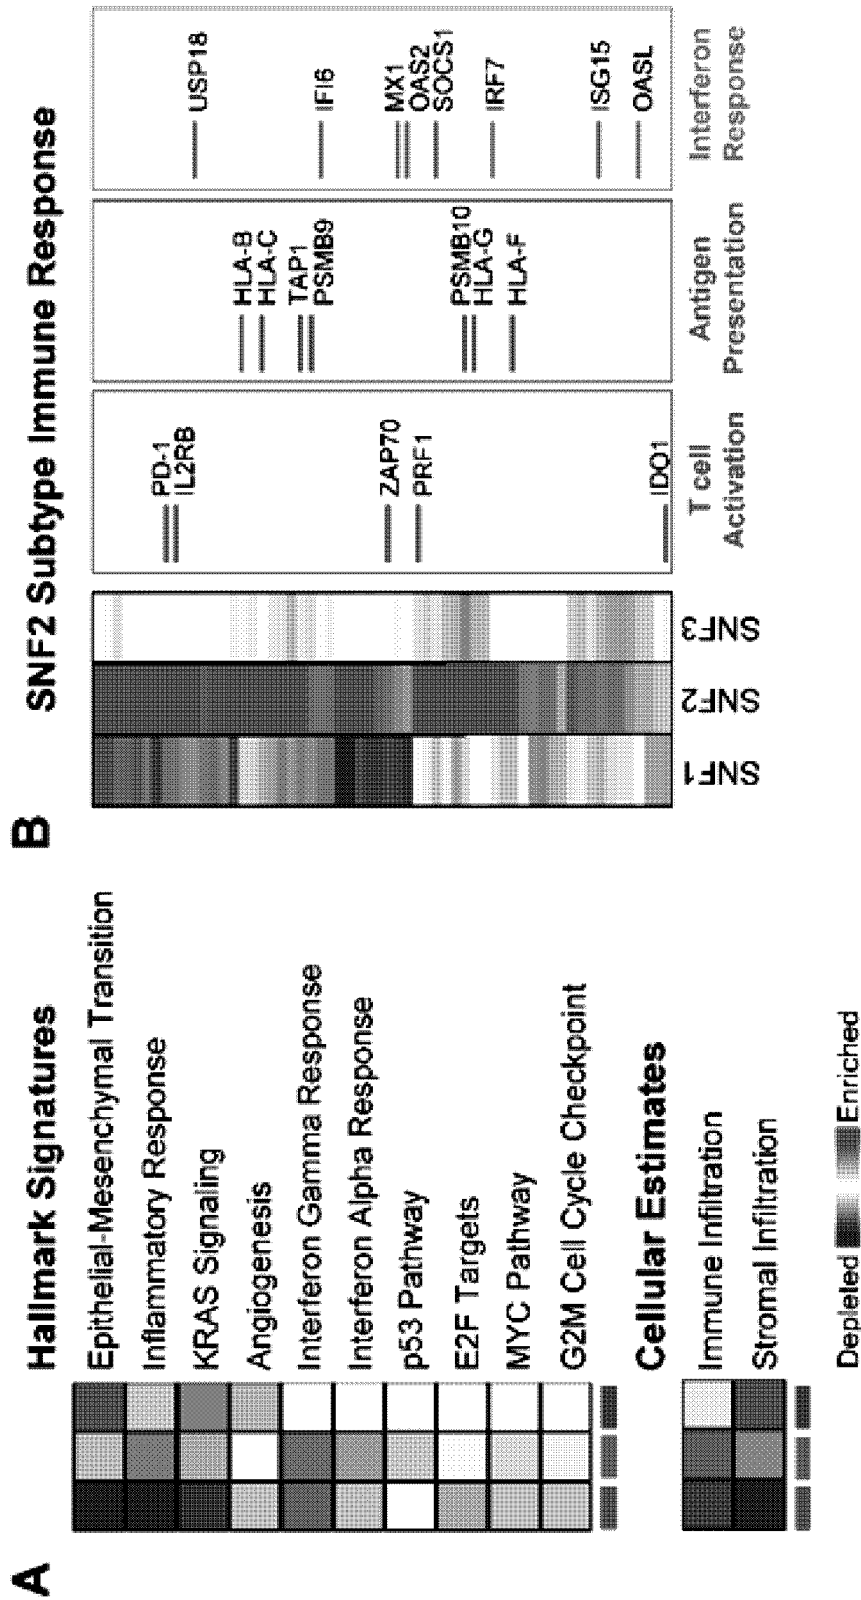 A
Hallmark Signatures
Epithelial-Mesenchymal Transition
Inflammatory Response
KRAS Signaling
Angiogenesis
Interferon Gamma Response
Interferon Alpha Response
p53 Pathway
E2F Targets
MYC Pathway
G2M Cell Cycle Checkpoint
Cellular Estimates
Immune Infiltration
Stromal Infiltration
Depleted
Enriched
B
SNF2 Subtype Immune Response
SNF1
SNF2
SNF3
PD-1
IL2RB
ZAP70
PRF1
IDO1
T cell
Activation
HLA-B
HLA-C
TAP1
PSMB9
PSMB10
HLA-G
HLA-F
Antigen
Presentation
USP18
IFI6
MX1
OAS2
SOCS1
IRF7
ISG15
OASL
Interferon
Response